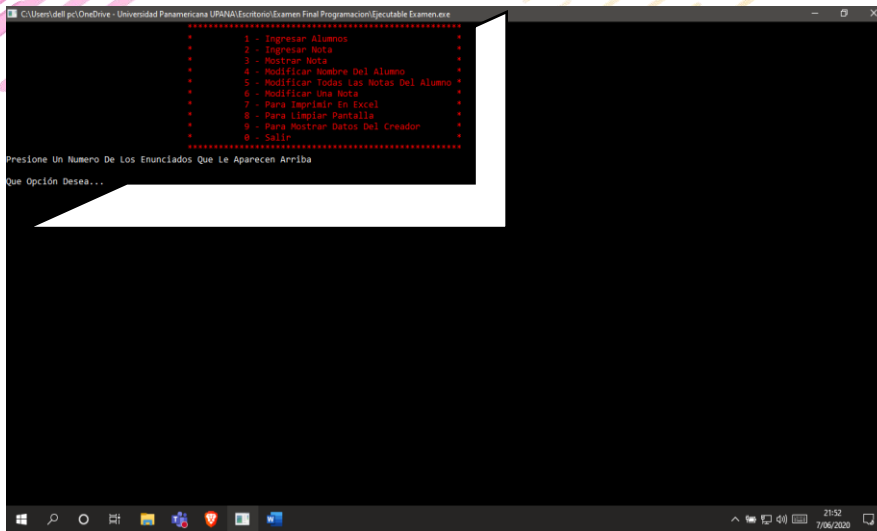 C:\Users\dell pc\OneDrive - Universidad Panamericana UPANA\Escritorio\Examen Final Programacion\Ejecutable Examen.exe
*************************************************
* 1 - Ingresar Alumnos *
* 2 - Ingresar Nota *
* 3 - Mostrar Nota *
* 4 - Modificar Nombre Del Alumno *
* 5 - Modificar Todas Las Notas Del Alumno *
* 6 - Modificar Una Nota *
* 7 - Para Imprimir En Excel *
* 8 - Para Limpiar Pantalla *
* 9 - Para Mostrar Datos Del Creador *
* 0 - Salir *
*************************************************
Presione Un Numero De Los Enunciados Que Le Aparecen Arriba
Que Opción Desea...
21:52
7/06/2020